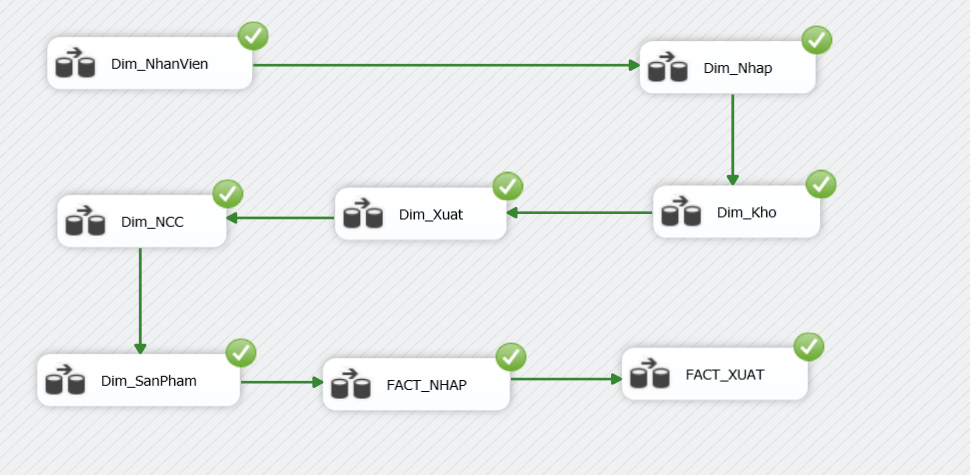 Dim_NhanVien
Dim_Nhap
Dim_NCC
Dim_Xuat
Dim_Kho
Dim_SanPham
FACT_NHAP
FACT_XUAT